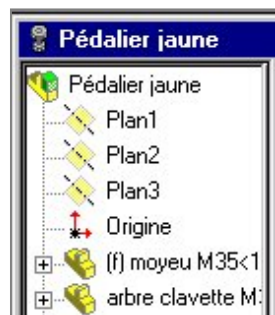 Pédalier jaune
Pédalier jaune
Plan1
Plan2
Plan3
Origine
(f) moyeu M35<1
arbre clavette M